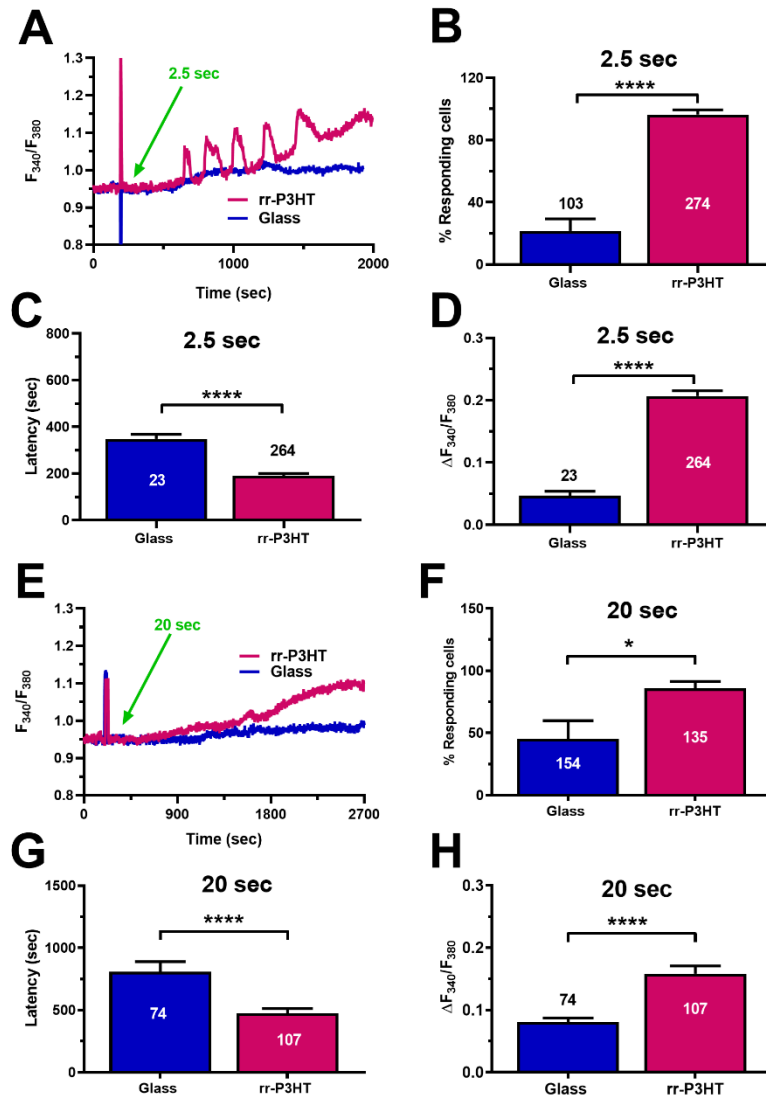 A
1.3
1.2
1.1
1.0
0.9
0.8
F340/F380
2.5 sec
rr-P3HT
Glass
0
1000
2000
Time (sec)
B
2.5 sec
120
80
40
0
% Responding cells
****
103
274
Glass
rr-P3HT
C
2.5 sec
800
600
400
200
0
Latency (sec)
****
23
264
Glass
rr-P3HT
D
2.5 sec
0.3
0.2
0.1
0.0
ΔF340/F380
****
23
264
Glass
rr-P3HT
E
1.3
1.2
1.1
1.0
0.9
0.8
F340/F380
20 sec
rr-P3HT
Glass
0
900
1800
2700
Time (sec)
F
20 sec
150
100
50
0
% Responding cells
*
154
135
Glass
rr-P3HT
G
20 sec
1500
1000
500
0
Latency (sec)
****
74
107
Glass
rr-P3HT
H
20 sec
0.3
0.2
0.1
0.0
ΔF340/F380
****
74
107
Glass
rr-P3HT